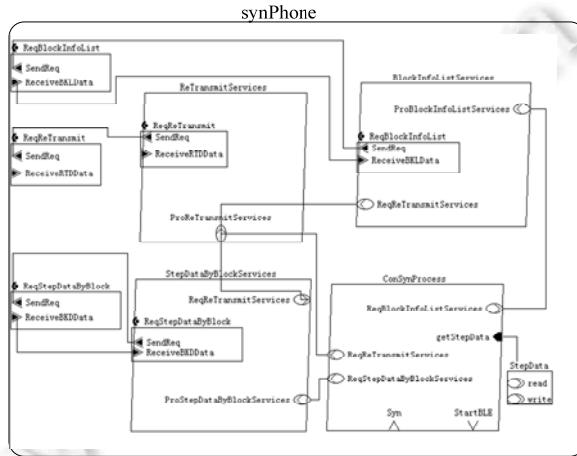 synPhone
ReqBlockInfoList
SendReq
ReceiveBKLData
ReTransmitServices
ReqReTransmit
SendReq
ReceiveRTDData
ProReTransmitServices
BlockInfoListServices
ProBlockInfoListServices
ReqBlockInfoList
SendReq
ReceiveBKLData
ReqReTransmitServices
ReqReTransmit
SendReq
ReceiveRTDData
StepDataByBlockServices
ReqReTransmitServices
ReqStepDataByBlock
SendReq
ReceiveBKDData
ProStepDataByBlockServices
ReqStepDataByBlock
SendReq
ReceiveBKDData
ConSynProcess
ReqBlockInfoListServices
getStepData
ReqReTransmitServices
ReqStepDataByBlockServices
Syn
StartBLE
StepData
read
write